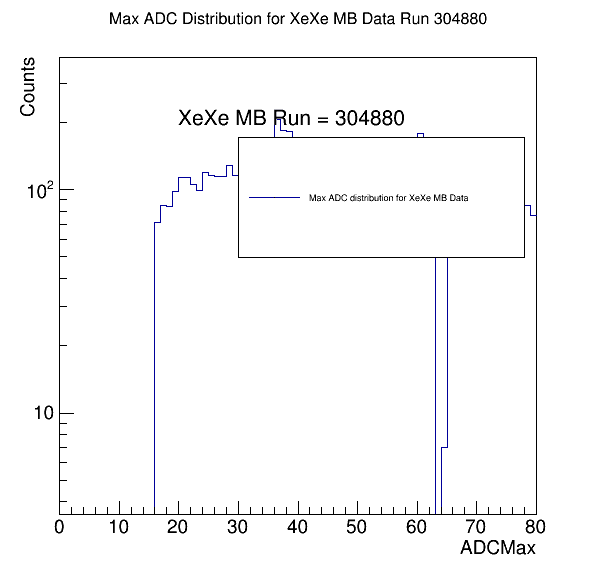 Max ADC Distribution for XeXe MB Data Run 304880
Counts
XeXe MB Run = 304880
10²
Max ADC distribution for XeXe MB Data
10
0 10 20 30 40 50 60 70 80
ADCMax